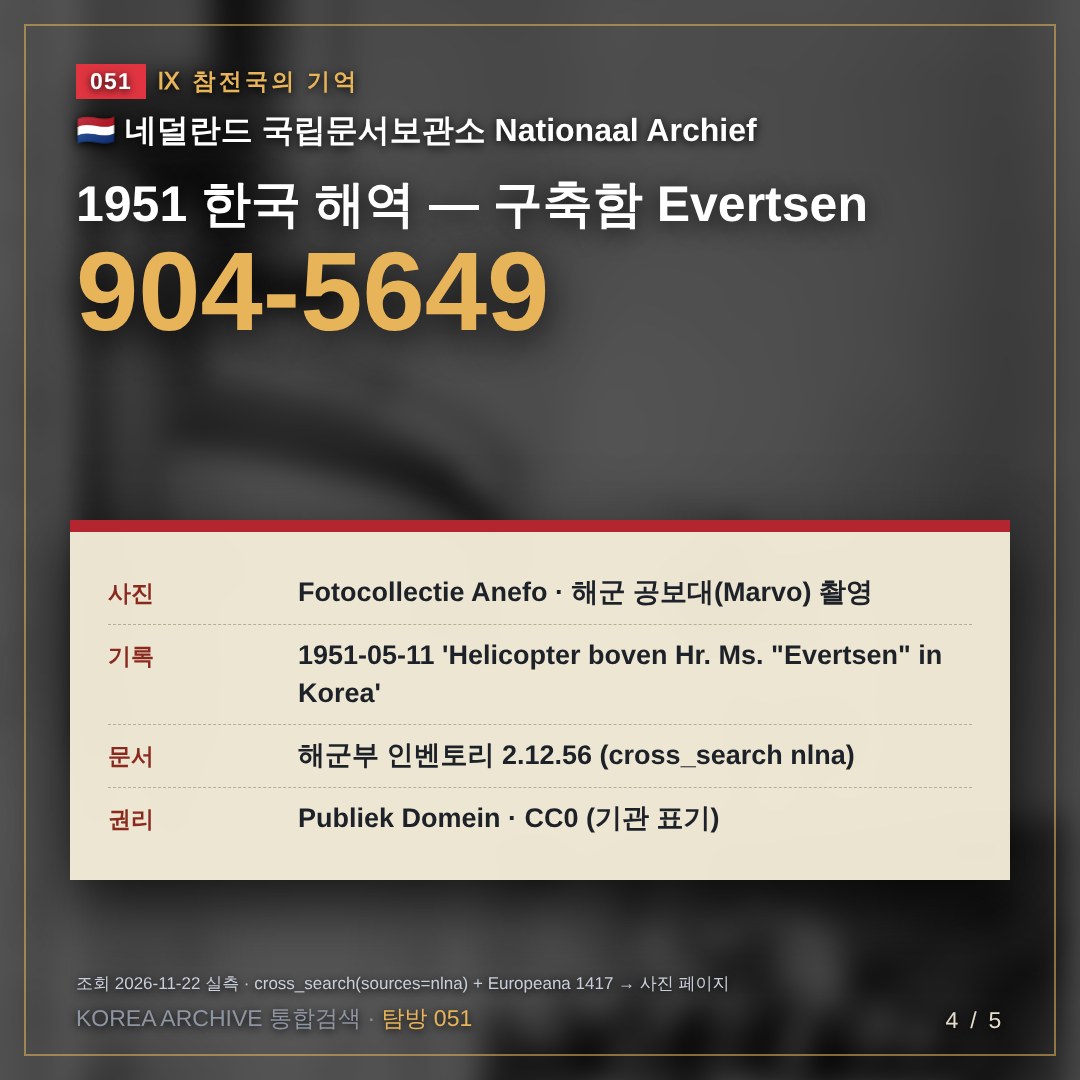 051 Ⅸ 참전국의 기억
🇳🇱 네덜란드 국립문서보관소 Nationaal Archief
1951 한국 해역 — 구축함 Evertsen
904-5649
사진 Fotocollectie Anefo · 해군 공보대(Marvo) 촬영
기록 1951-05-11 'Helicopter boven Hr. Ms. "Evertsen" in
Korea'
문서 해군부 인벤토리 2.12.56 (cross_search nlna)
권리 Publiek Domein · CC0 (기관 표기)
조회 2026-11-22 실측 · cross_search(sources=nlna) + Europeana 1417 → 사진 페이지
KOREA ARCHIVE 통합검색 · 탐방 051
4 / 5